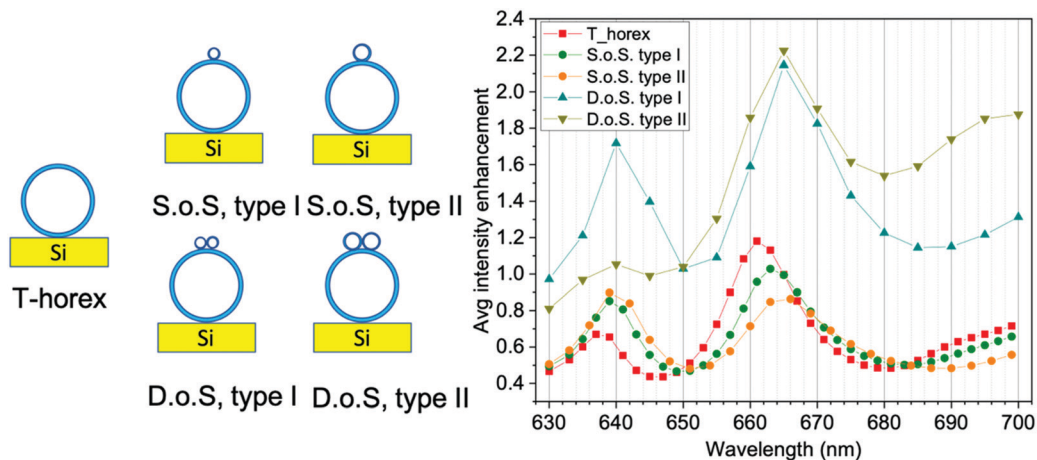 Si
T-horex
Si
Si
S.o.S, type I
S.o.S, type II
Si
Si
D.o.S, type I
D.o.S, type II
Avg intensity enhancement
2.4
2.2
2.0
1.8
1.6
1.4
1.2
1.0
0.8
0.6
0.4
T_horex
S.o.S. type I
S.o.S. type II
D.o.S. type I
D.o.S. type II
630 640 650 660 670 680 690 700
Wavelength (nm)